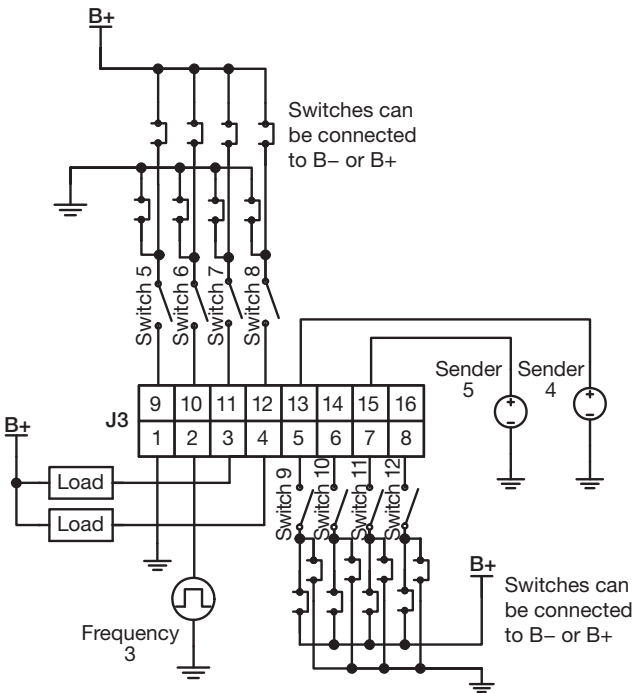 B+
Switches can
be connected
to B− or B+
Switch 5
Switch 6
Switch 7
Switch 8
Sender
5
Sender
4
J3
9 10 11 12 13 14 15 16
1 2 3 4 5 6 7 8
B+
Load
Load
Switch 9
Switch 10
Switch 11
Switch 12
Frequency
3
B+
Switches can
be connected
to B− or B+
+
−
+
−